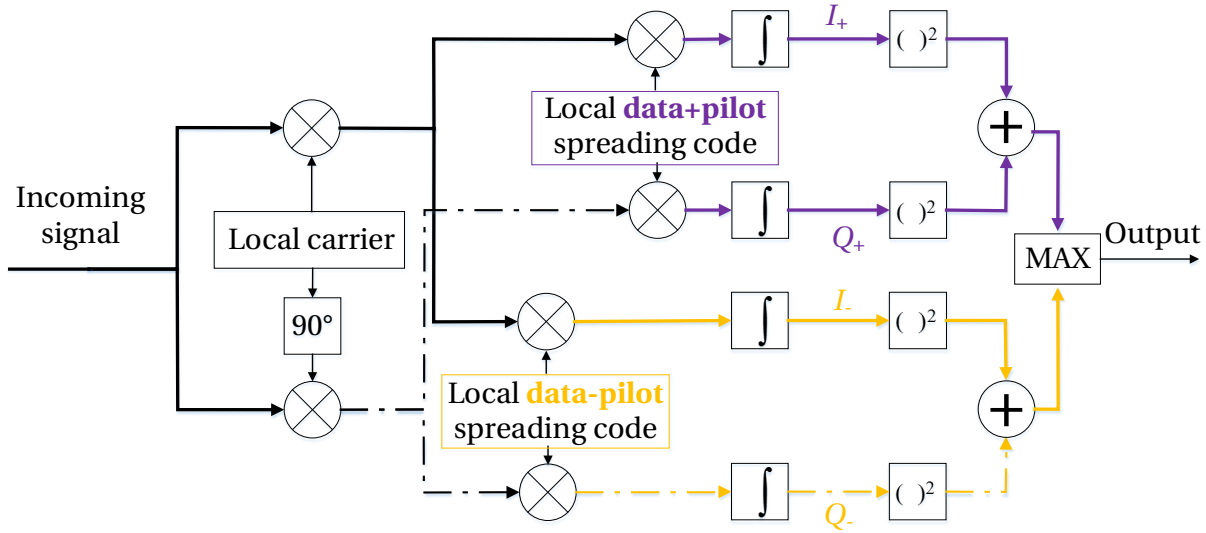 I₊
∫
( )²
Local data+pilot
spreading code
+
Incoming
signal
Local carrier
∫
( )²
Q₊
MAX
Output
90°
I₋
∫
( )²
Local data-pilot
spreading code
+
∫
( )²
Q₋